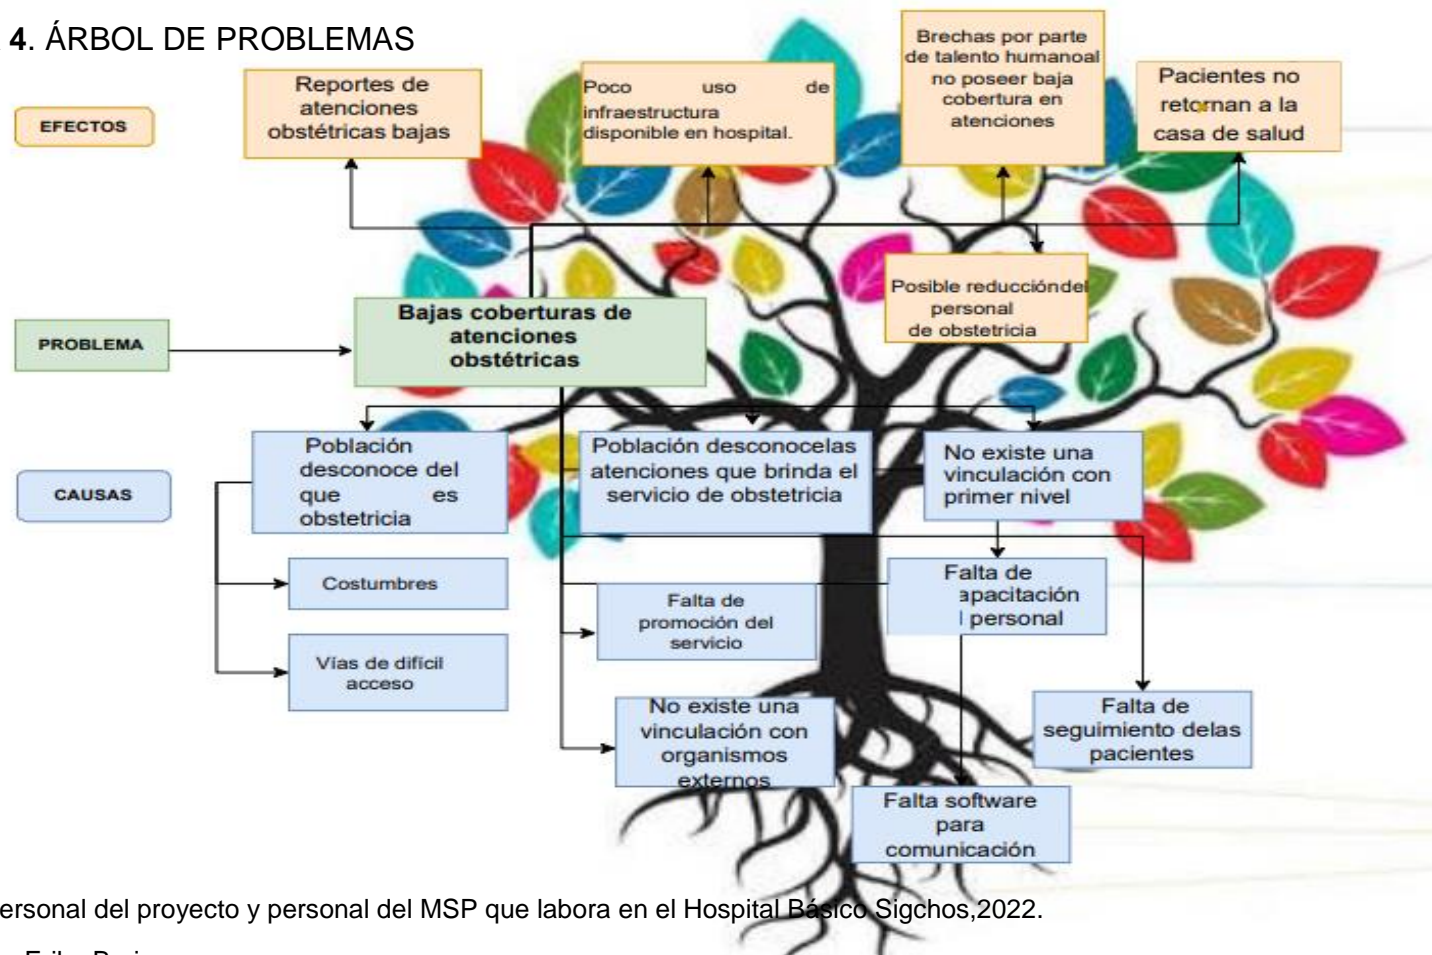 4. ÁRBOL DE PROBLEMAS
EFECTOS
Reportes de
atenciones
obstétricas bajas
Poco uso de
infraestructura
disponible en hospital.
Brechas por parte
de talento humanoal
no poseer baja
cobertura en
atenciones
Pacientes no
retornan a la
casa de salud
Posible reduccióndel
personal
de obstetricia
PROBLEMA
Bajas coberturas de
atenciones
obstétricas
CAUSAS
Población
desconoce del
que es
obstetricia
Población desconocelas
atenciones que brinda el
servicio de obstetricia
No existe una
vinculación con
primer nivel
Costumbres
Vías de difícil
acceso
Falta de
promoción del
servicio
Falta de
apacitación
l personal
No existe una
vinculación con
organismos
externos
Falta de
seguimiento delas
pacientes
Falta software
para
comunicación
ersonal del proyecto y personal del MSP que labora en el Hospital Básico Sigchos,2022.